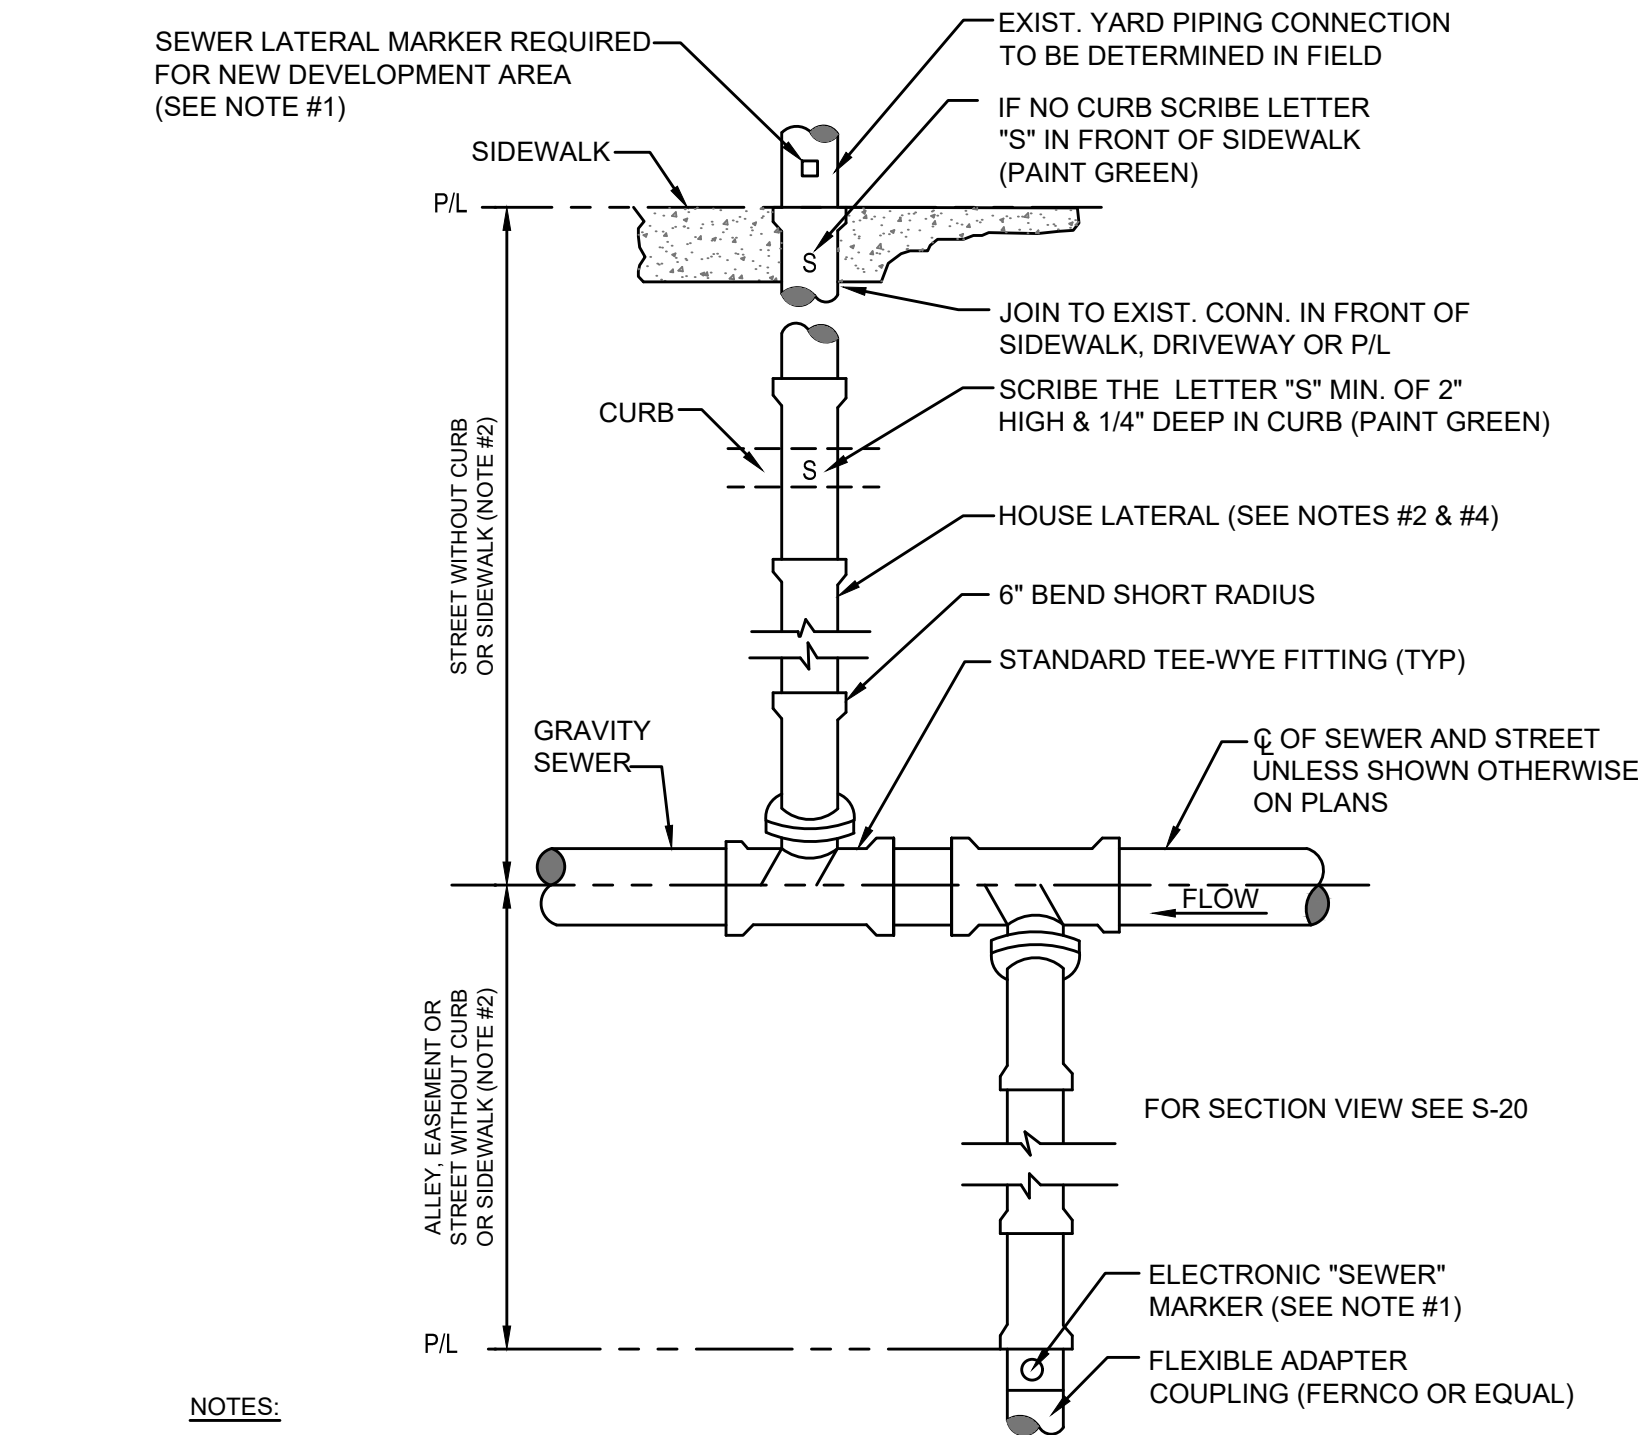 SEWER LATERAL MARKER REQUIRED
FOR NEW DEVELOPMENT AREA
(SEE NOTE #1)
EXIST. YARD PIPING CONNECTION
TO BE DETERMINED IN FIELD
IF NO CURB SCRIBE LETTER
"S" IN FRONT OF SIDEWALK
(PAINT GREEN)
SIDEWALK
P/L
S
JOIN TO EXIST. CONN. IN FRONT OF
SIDEWALK, DRIVEWAY OR P/L
SCRIBE THE LETTER "S" MIN. OF 2"
HIGH & 1/4" DEEP IN CURB (PAINT GREEN)
CURB
S
STREET WITHOUT CURB
OR SIDEWALK (NOTE #2)
HOUSE LATERAL (SEE NOTES #2 & #4)
6" BEND SHORT RADIUS
STANDARD TEE-WYE FITTING (TYP)
GRAVITY
SEWER
℄ OF SEWER AND STREET
UNLESS SHOWN OTHERWISE
ON PLANS
FLOW
ALLEY, EASEMENT OR
STREET WITHOUT CURB
OR SIDEWALK (NOTE #2)
FOR SECTION VIEW SEE S-20
ELECTRONIC "SEWER"
MARKER (SEE NOTE #1)
P/L
FLEXIBLE ADAPTER
COUPLING (FERNCO OR EQUAL)
NOTES: